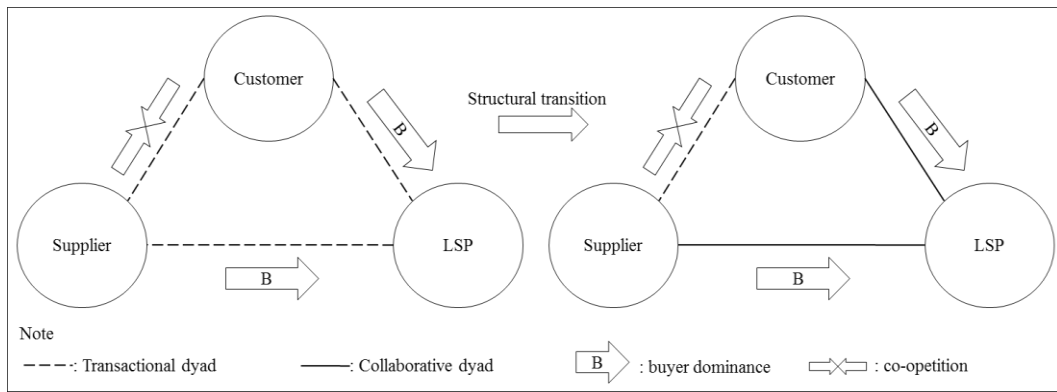 Customer
B
Supplier
LSP
B
Structural transition
Customer
B
Supplier
LSP
B
Note
: Transactional dyad
: Collaborative dyad
B
: buyer dominance
: co-opetition